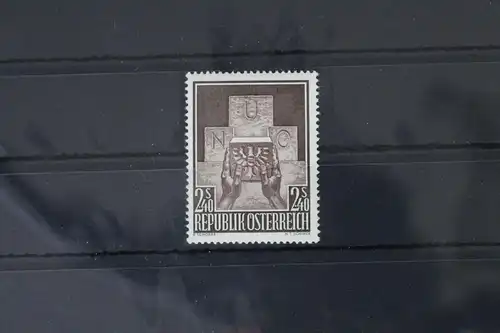 U
N O
2 S 40 2 S 40
REPUBLIK ÖSTERREICH